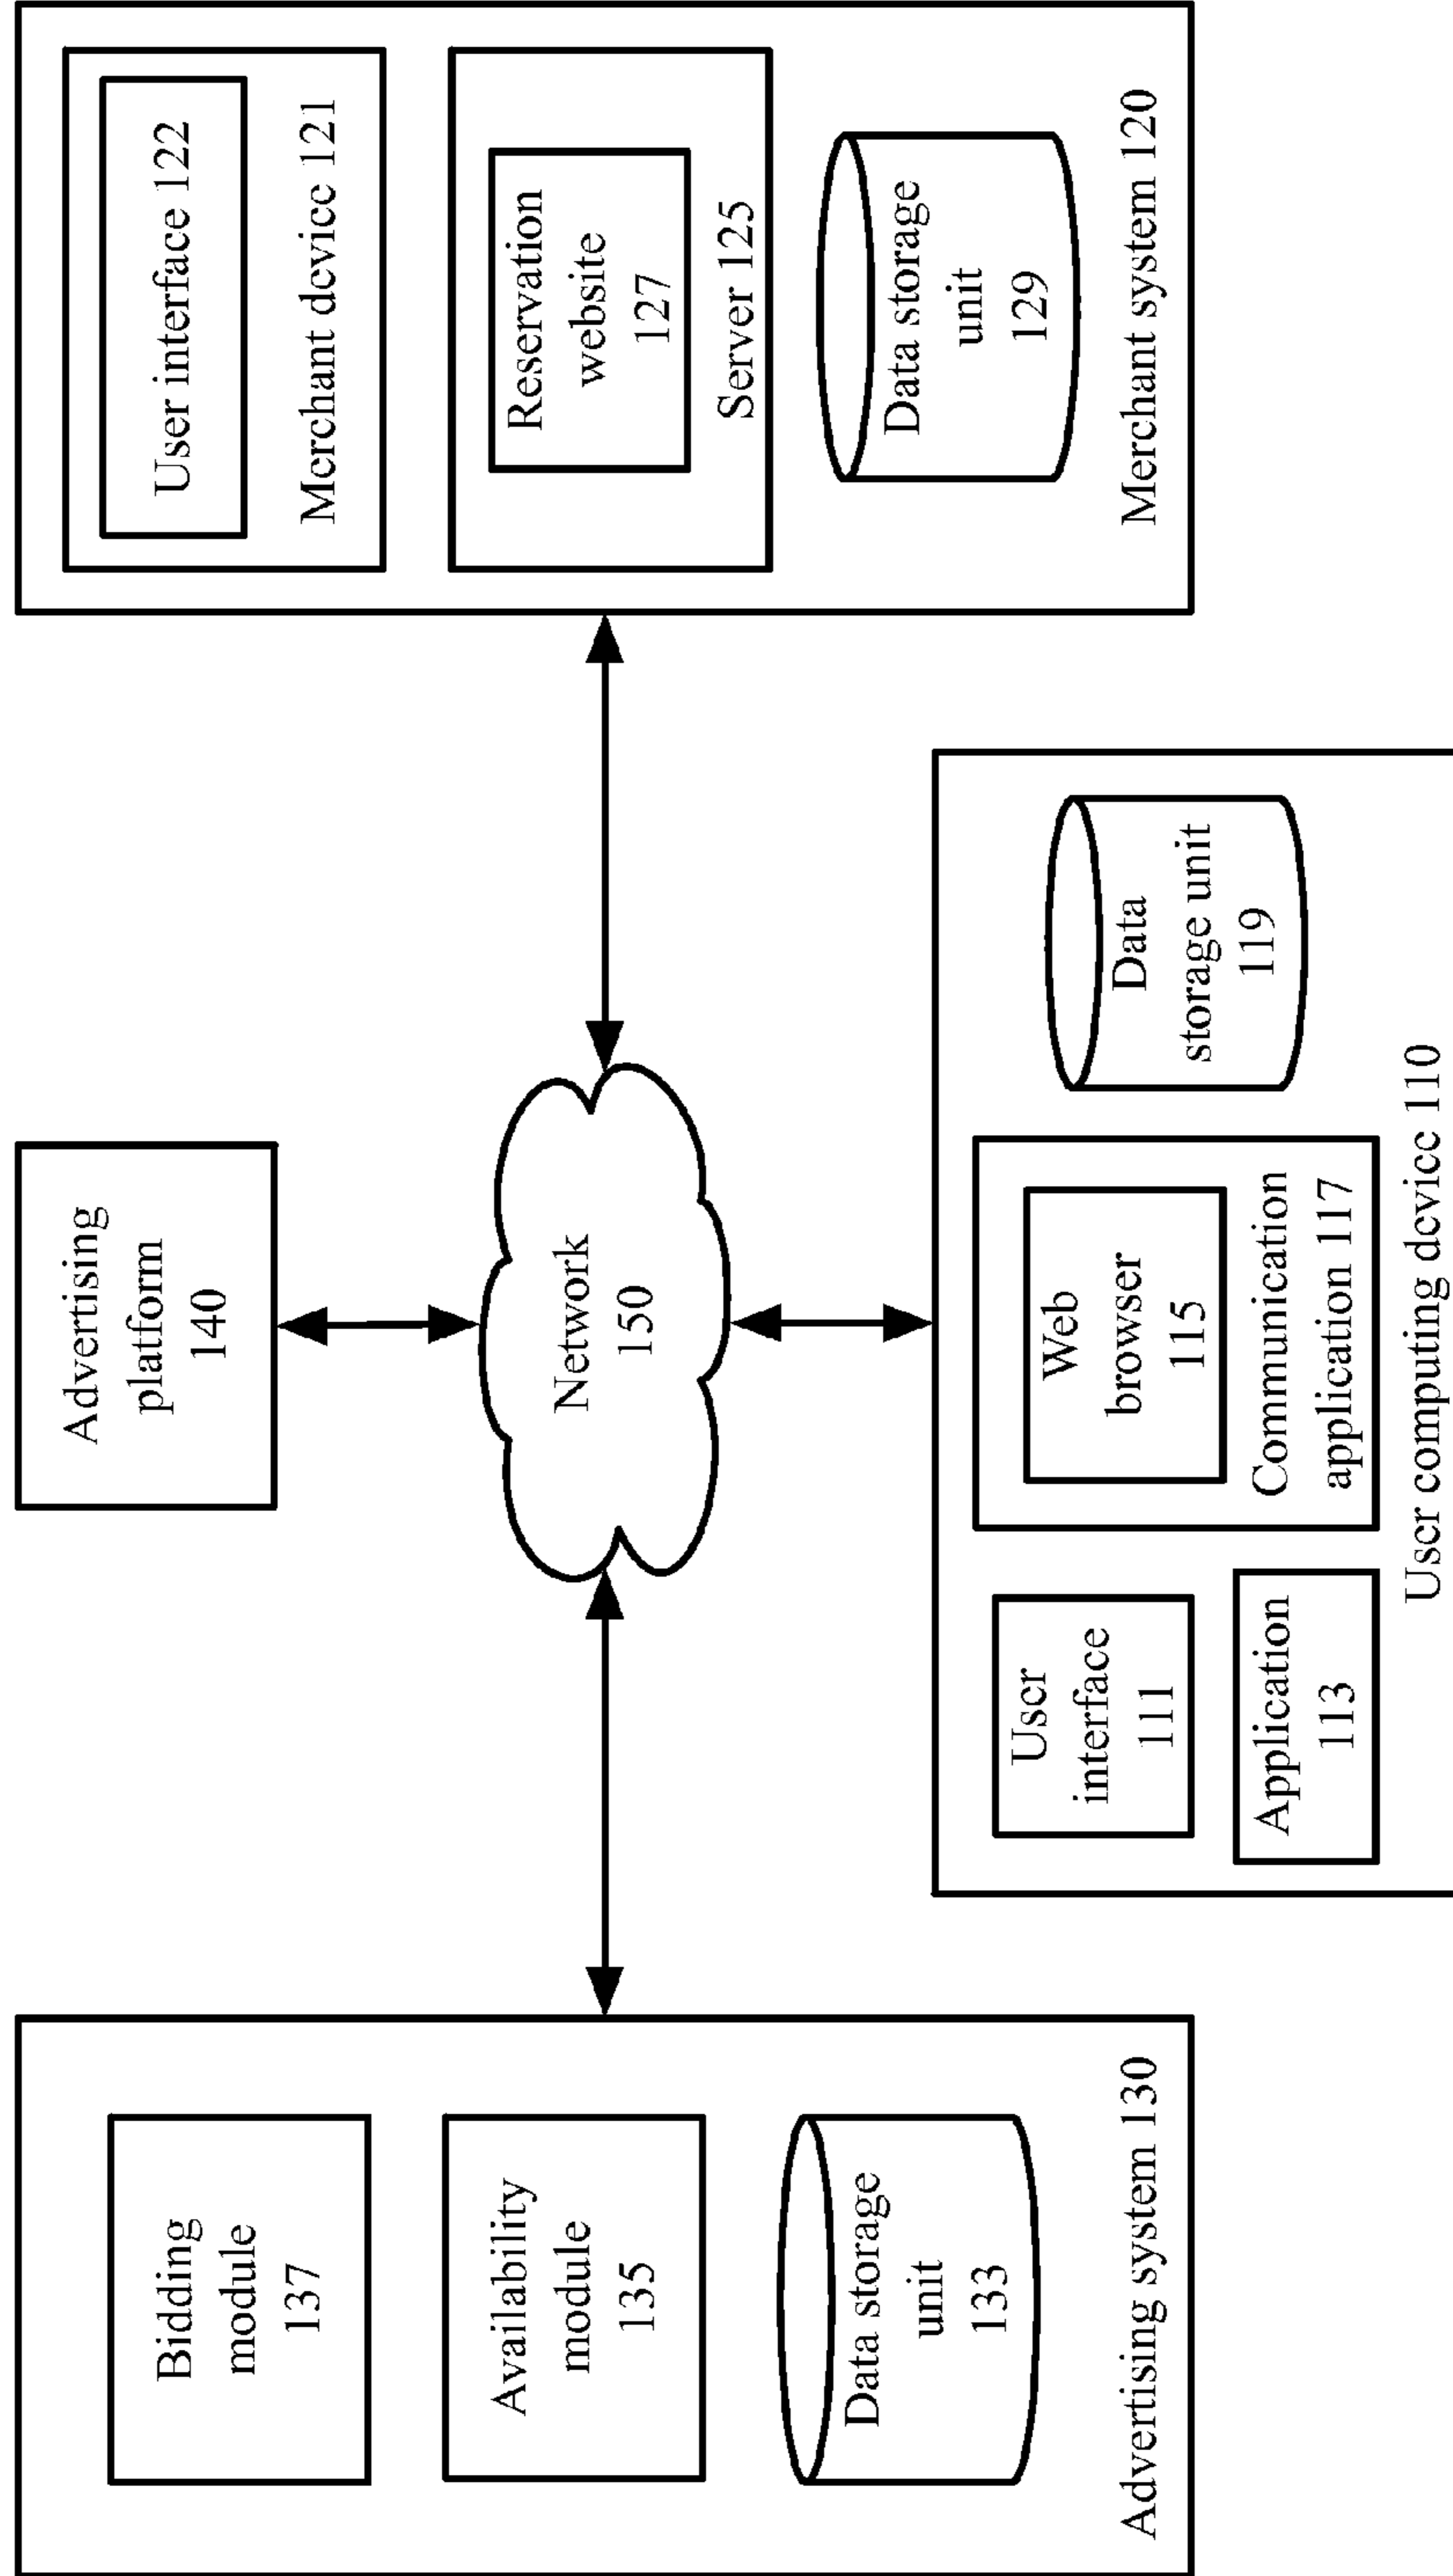 Bidding
module
137
Availability
module
135
Data storage
unit
133
Advertising system 130
Advertising
platform
140
Network
150
User interface 122
Merchant device 121
Reservation
website
127
Server 125
Data storage
unit
129
Merchant system 120
User
interface
111
Application
113
Web
browser
115
Communication
application 117
Data
storage unit
119
User computing device 110